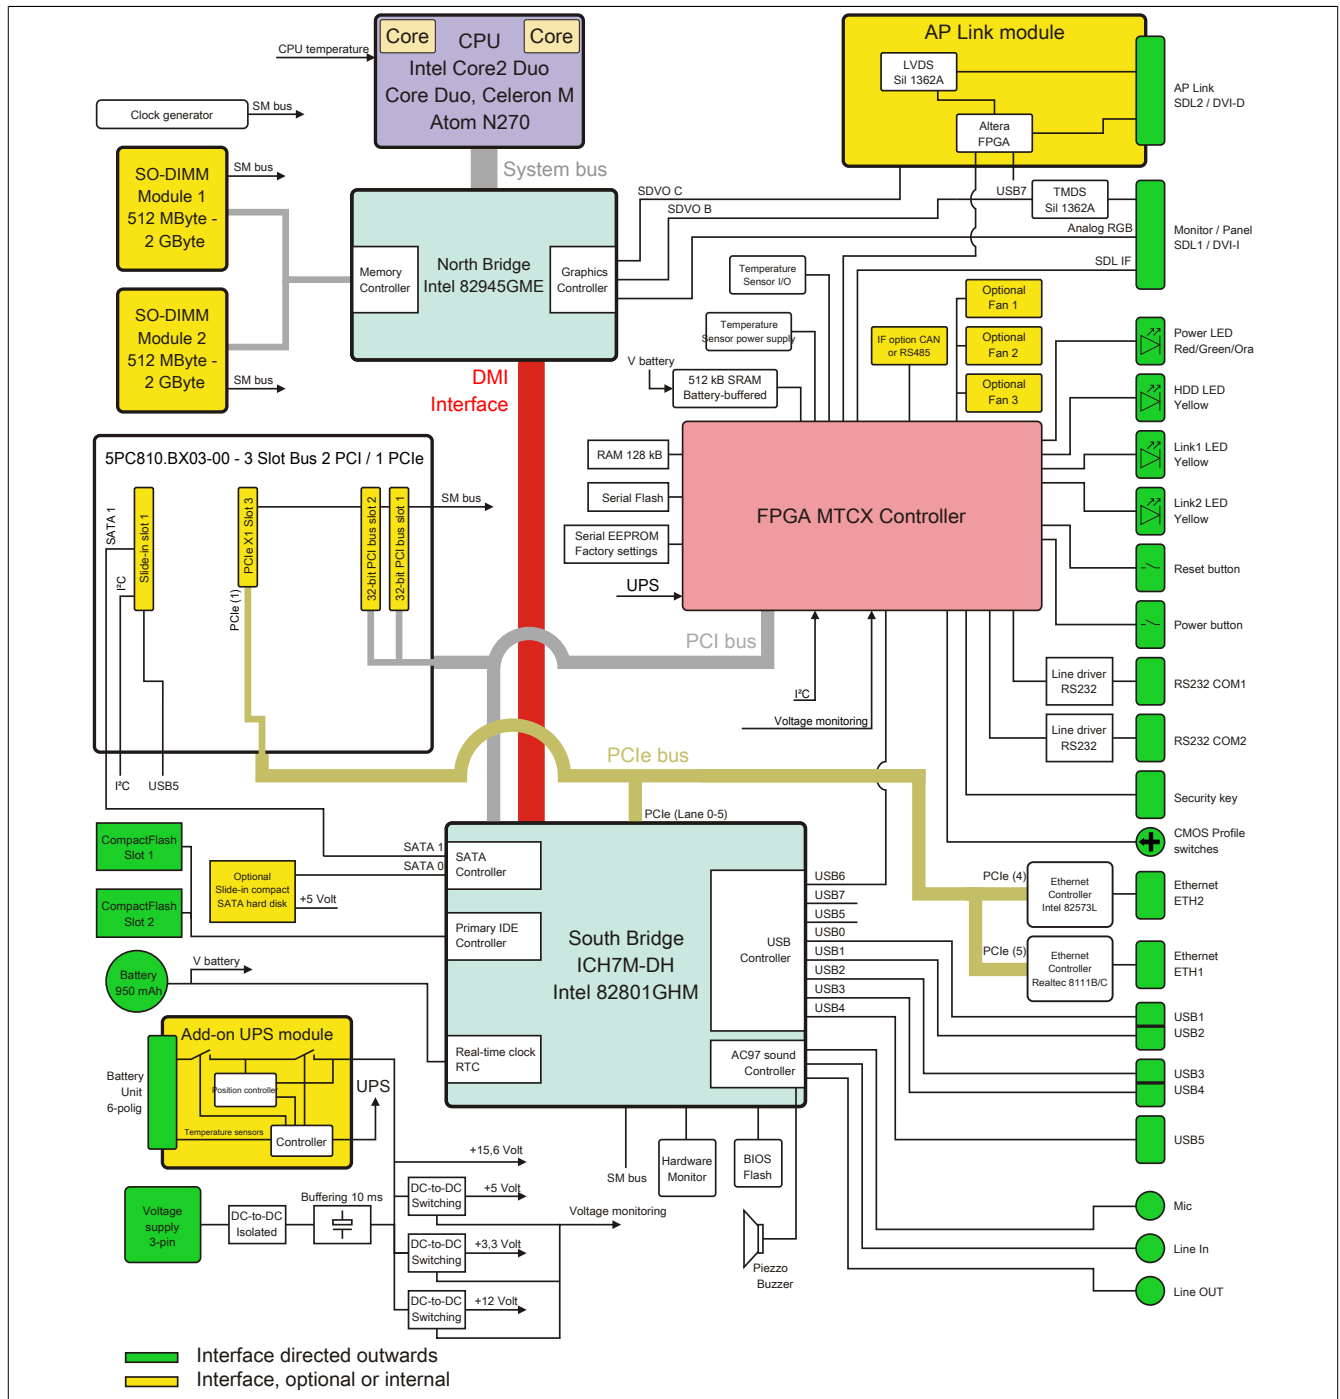 Core
CPU
Core
Intel Core2 Duo
Core Duo, Celeron M
Atom N270
CPU temperature
Clock generator
SM bus
AP Link module
LVDS
Sil 1362A
Altera
FPGA
AP Link
SDL2 / DVI-D
SO-DIMM
Module 1
512 MByte -
2 GByte
SM bus
System bus
SDVO C
SDVO B
USB7
TMDS
Sil 1362A
Analog RGB
Monitor / Panel
SDL1 / DVI-I
SDL IF
Memory
Controller
North Bridge
Intel 82945GME
Graphics
Controller
SO-DIMM
Module 2
512 MByte -
2 GByte
SM bus
Temperature
Sensor I/O
Temperature
Sensor power supply
V battery
512 kB SRAM
Battery-buffered
IF option CAN
or RS485
Optional
Fan 1
Optional
Fan 2
Optional
Fan 3
Power LED
Red/Green/Ora
HDD LED
Yellow
Link1 LED
Yellow
Link2 LED
Yellow
Reset button
Power button
DMI
Interface
5PC810.BX03-00 - 3 Slot Bus 2 PCI / 1 PCIe
SATA 1
Slide-in slot 1
I²C
PCIe X1 Slot 3
PCIe (1)
32-bit PCI bus slot 2
32-bit PCI bus slot 1
SM bus
I²C
USB5
RAM 128 kB
Serial Flash
Serial EEPROM
Factory settings
UPS
FPGA MTCX Controller
PCI bus
I²C
Voltage monitoring
Line driver
RS232
RS232 COM1
Line driver
RS232
RS232 COM2
Security key
CMOS Profile
switches
PCIe bus
PCIe (Lane 0-5)
CompactFlash
Slot 1
CompactFlash
Slot 2
Optional
Slide-in compact
SATA hard disk
+5 Volt
SATA 1
SATA 0
SATA
Controller
Primary IDE
Controller
South Bridge
ICH7M-DH
Intel 82801GHM
USB
Controller
USB6
USB7
USB5
USB0
USB1
USB2
USB3
USB4
PCIe (4)
Ethernet
Controller
Intel 82573L
Ethernet
ETH2
PCIe (5)
Ethernet
Controller
Realtec 8111B/C
Ethernet
ETH1
USB1
USB2
USB3
USB4
USB5
Battery
950 mAh
V battery
Real-time clock
RTC
AC97 sound
Controller
Add-on UPS module
Battery
Unit
6-polig
Position controller
Temperature sensors
Controller
UPS
SM bus
Hardware
Monitor
BIOS
Flash
Piezzo
Buzzer
Mic
Line In
Line OUT
Voltage
supply
3-pin
DC-to-DC
Isolated
Buffering 10 ms
+15,6 Volt
DC-to-DC
Switching
+5 Volt
Voltage monitoring
DC-to-DC
Switching
+3,3 Volt
DC-to-DC
Switching
+12 Volt
Interface directed outwards
Interface, optional or internal